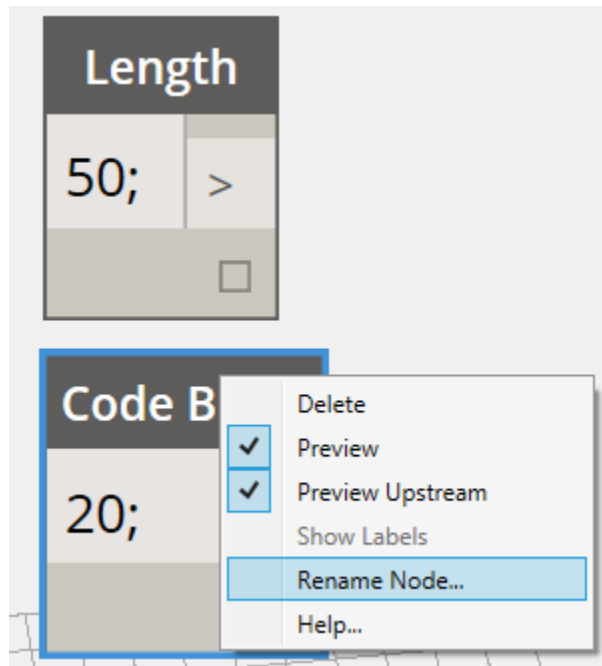 Length
50;
>
Code B
20;
Delete
Preview
Preview Upstream
Show Labels
Rename Node...
Help...